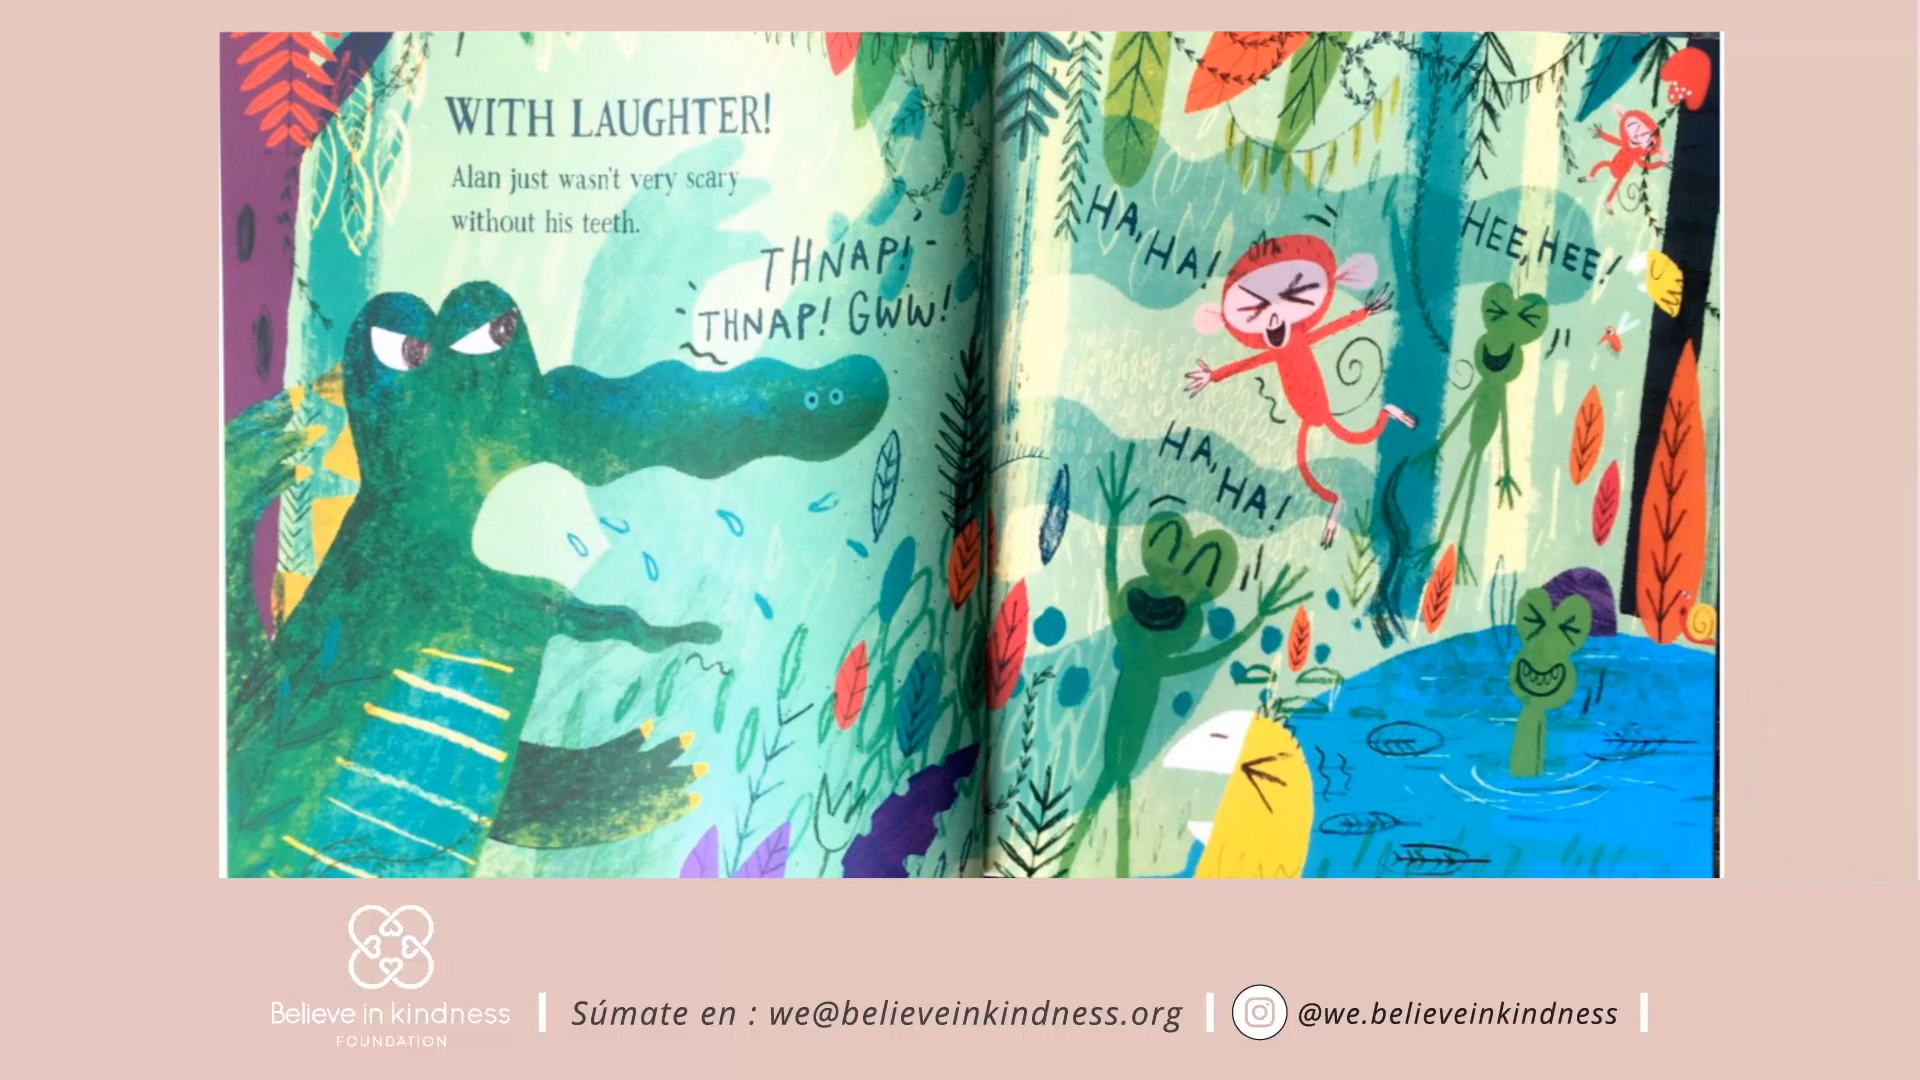 WITH LAUGHTER!
Alan just wasn't very scary
without his teeth.
THNAP!
THNAP! GWW!
HA, HA!
HEE, HEE!
HA, HA!
Believe in kindness
FOUNDATION
Súmate en : we@believeinkindness.org
@we.believeinkindness